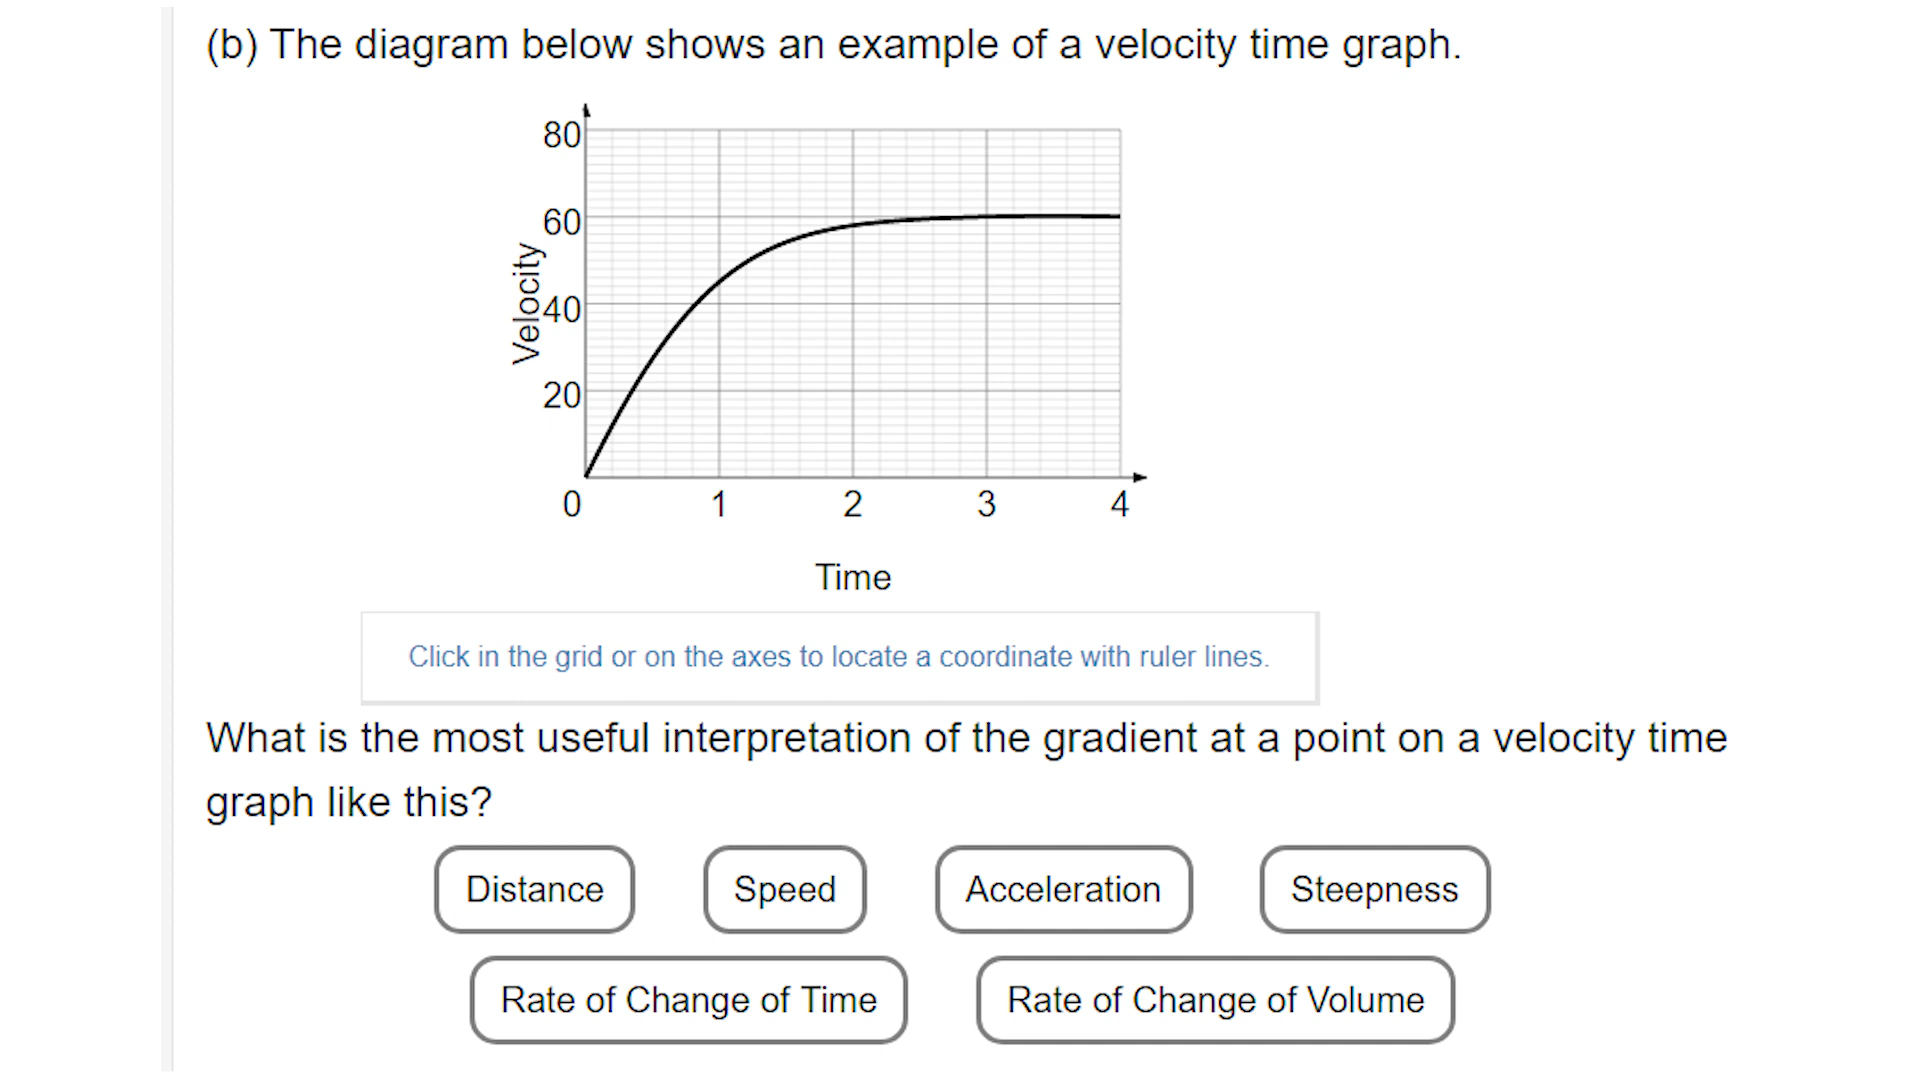 (b) The diagram below shows an example of a velocity time graph.
80
60
40
20
Velocity
0 1 2 3 4
Time
Click in the grid or on the axes to locate a coordinate with ruler lines.
What is the most useful interpretation of the gradient at a point on a velocity time
graph like this?
Distance Speed Acceleration Steepness
Rate of Change of Time Rate of Change of Volume